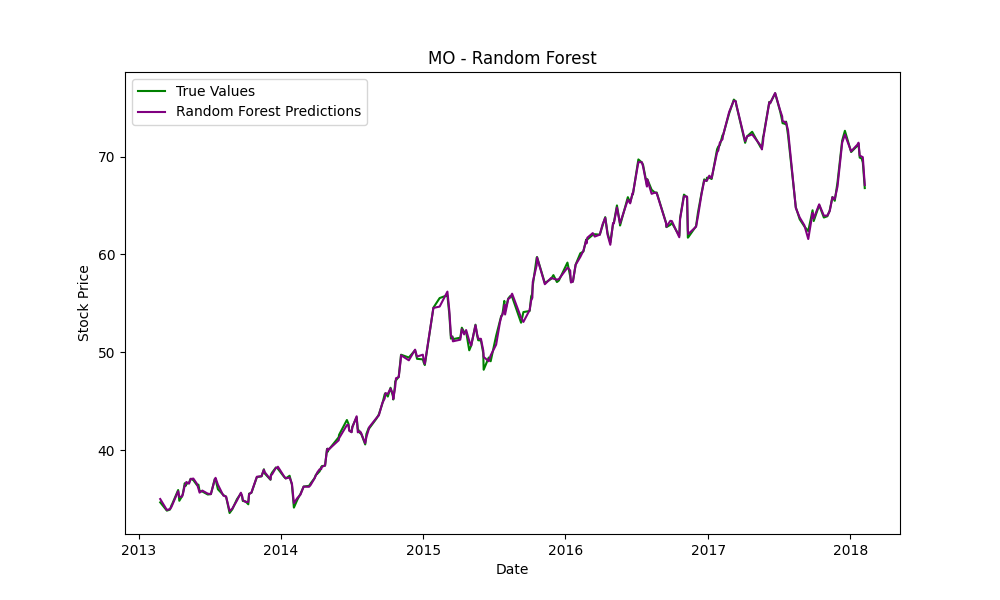 MO - Random Forest
True Values
Random Forest Predictions
70
60
50
40
Stock Price
2013 2014 2015 2016 2017 2018
Date